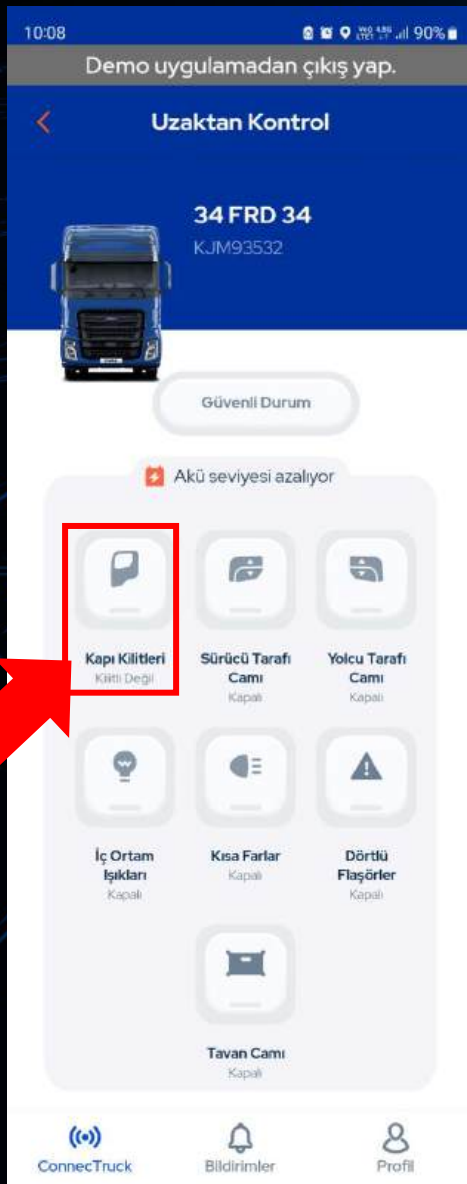 10:08
90%
Demo uygulamadan çıkış yap.
Uzaktan Kontrol
34 FRD 34
KJM93532
Güvenli Durum
Akü seviyesi azalıyor
Kapı Kilitleri
Kilitli Değil
Sürücü Tarafı
Camı
Kapalı
Yolcu Tarafı
Camı
Kapalı
İç Ortam
Işıkları
Kapalı
Kısa Farlar
Kapalı
Dörtlü
Flaşörler
Kapalı
Tavan Camı
Kapalı
ConnecTruck
Bildirimler
Profil